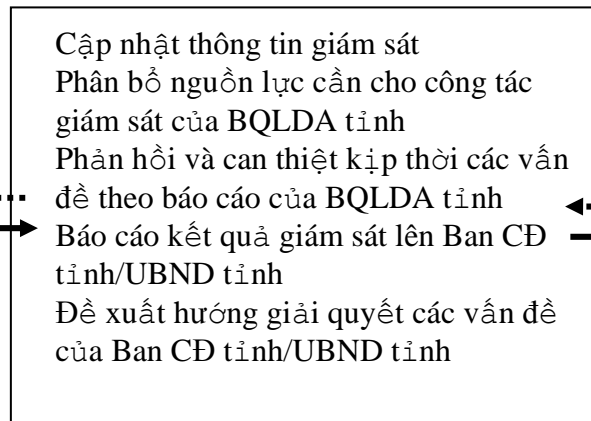 Cập nhật thông tin giám sát
Phân bổ nguồn lực cần cho công tác
giám sát của BQLDA tỉnh
Phản hồi và can thiệt kịp thời các vấn
đề theo báo cáo của BQLDA tỉnh
Báo cáo kết quả giám sát lên Ban CĐ
tỉnh/UBND tỉnh
Đề xuất hướng giải quyết các vấn đề
của Ban CĐ tỉnh/UBND tỉnh